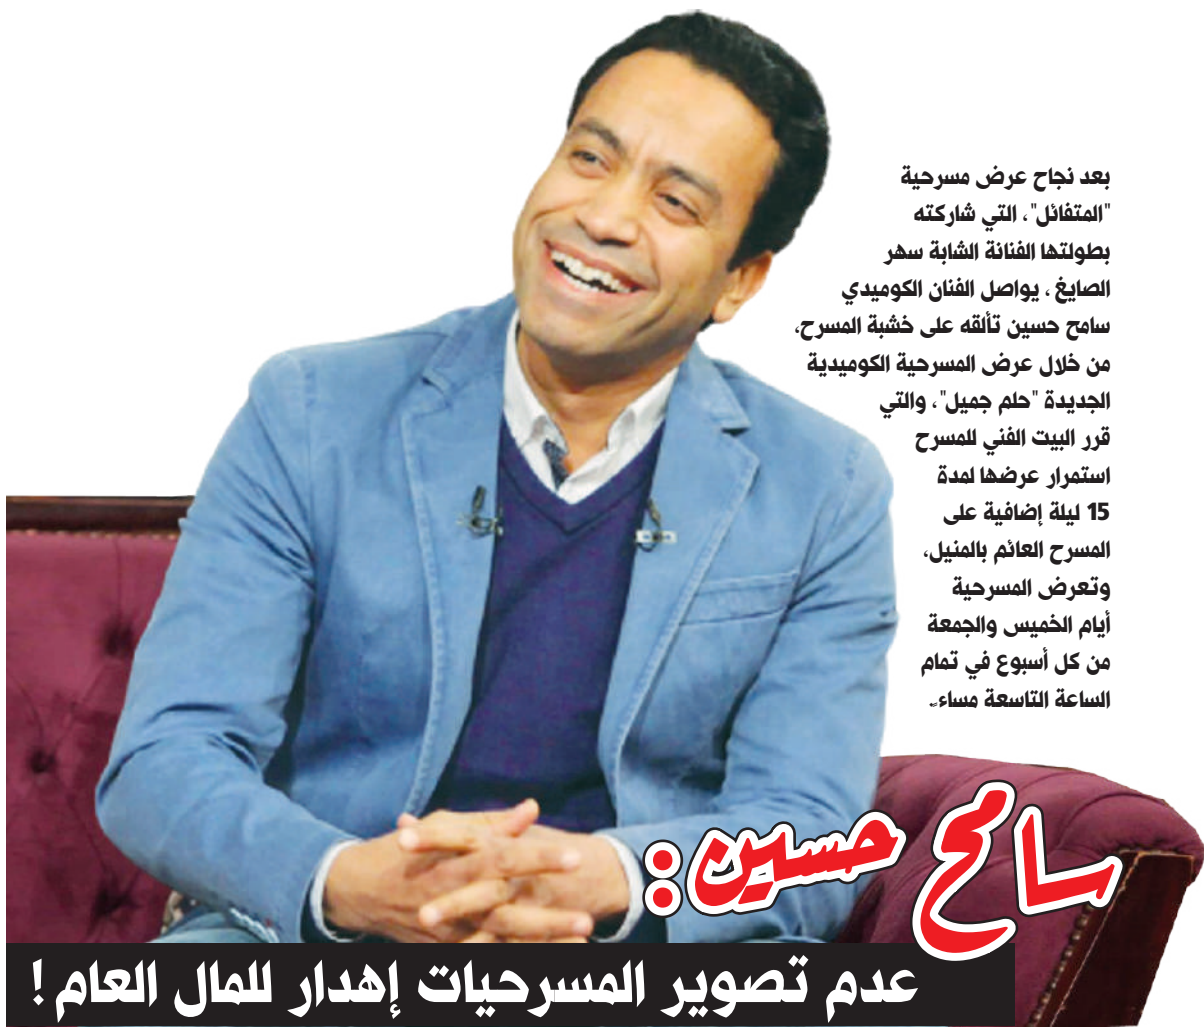 بعد نجاح عرض مسرحية
"المتفائل"، التي شاركته
بطولتها الفنانة الشابة سهر
الصايغ ، يواصل الفنان الكوميدي
سامح حسين تألقه على خشبة المسرح،
من خلال عرض المسرحية الكوميدية
الجديدة "حلم جميل"، والتي
قرر البيت الفني للمسرح
استمرار عرضها لمدة
15 ليلة إضافية على
المسرح العائم بالمنيل،
وتعرض المسرحية
أيام الخميس والجمعة
من كل أسبوع في تمام
الساعة التاسعة مساء.
سامح حسين :
عدم تصوير المسرحيات إهدار للمال العام !